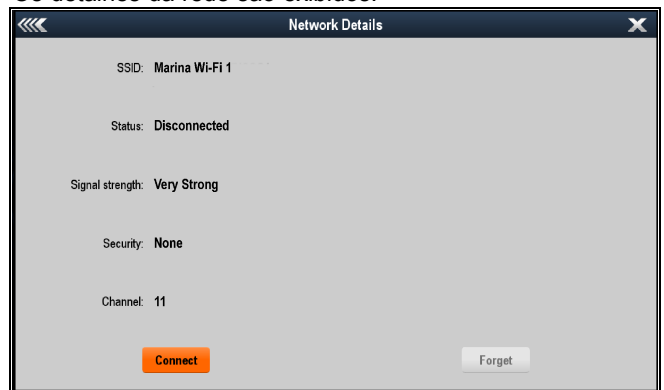 Os detalhes da rede são exibidos.
Network Details
SSID: Marina Wi-Fi 1
Status: Disconnected
Signal strength: Very Strong
Security: None
Channel: 11
Connect Forget